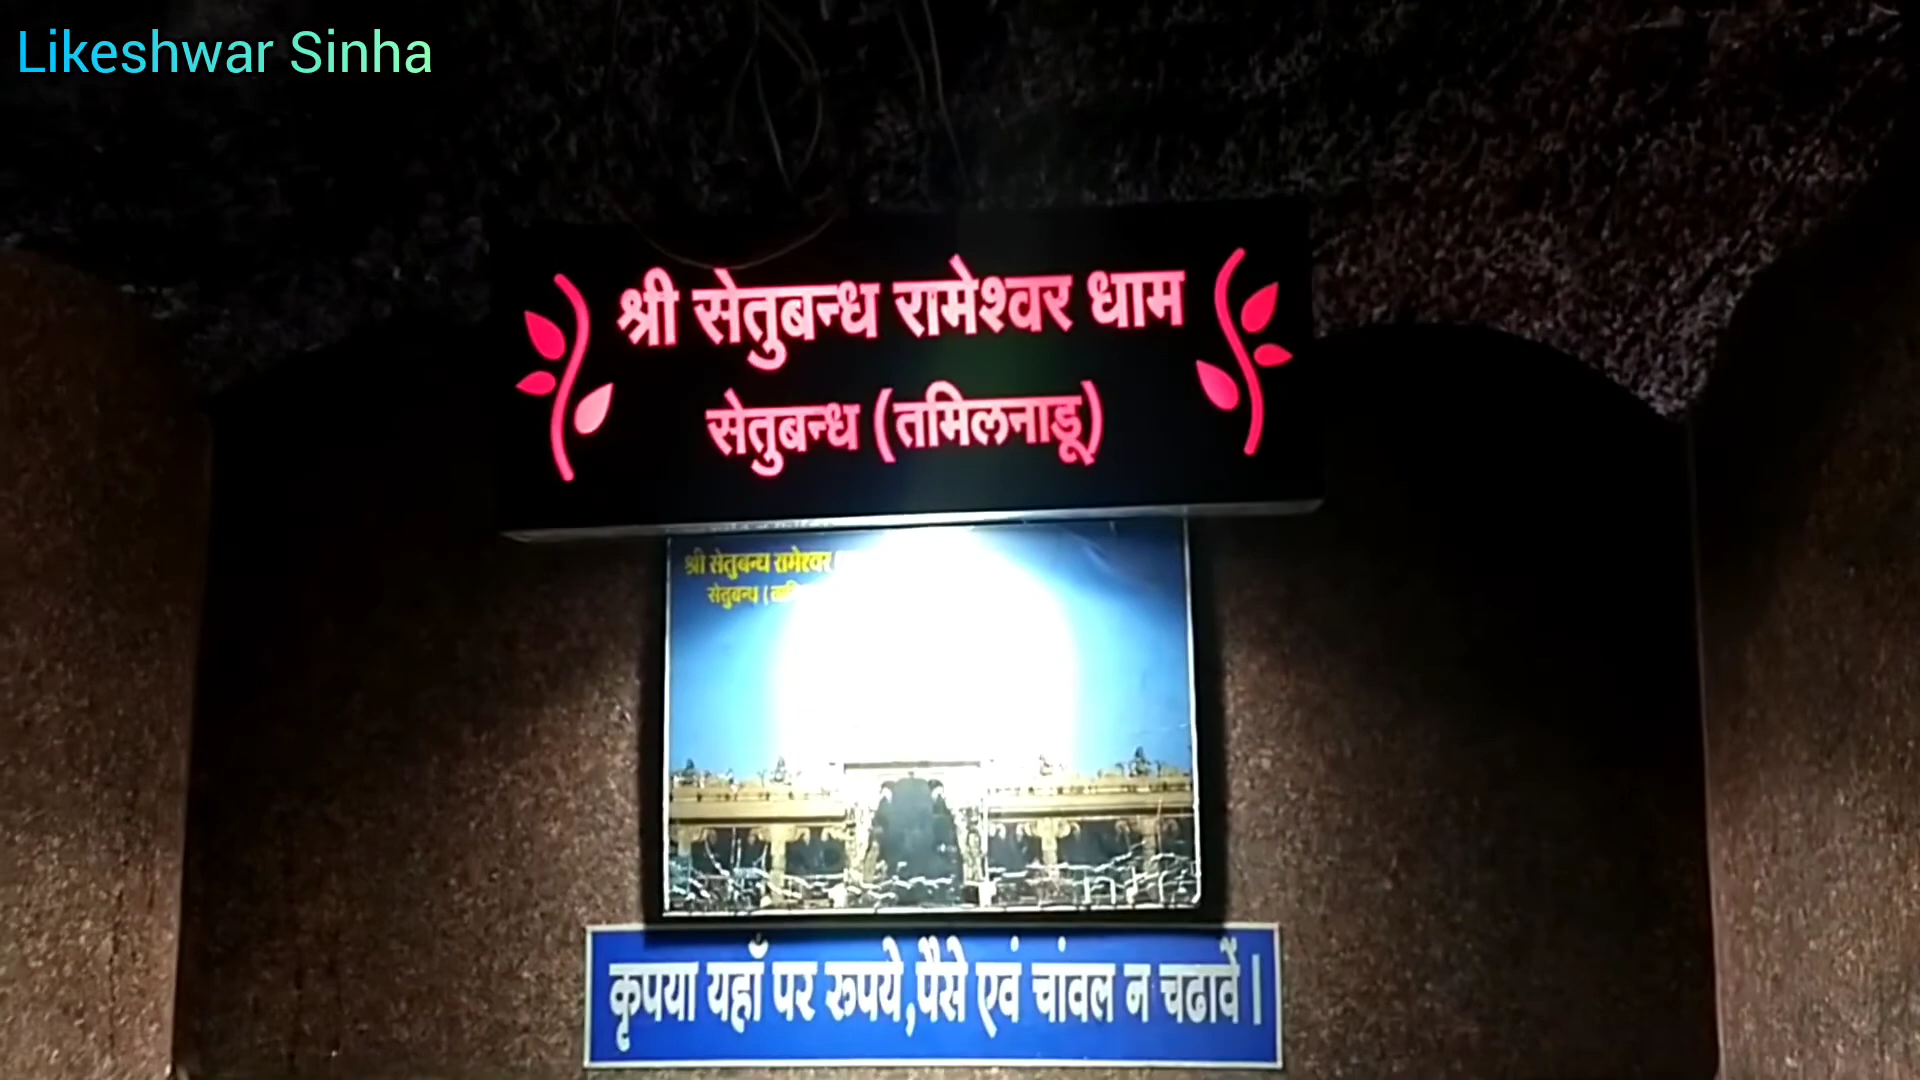 Likeshwar Sinha
श्री सेतुबन्ध रामेश्वर धाम
सेतुबन्ध (तमिलनाडू)
श्री सेतुबन्ध रामेश्वर
सेतुबन्ध
कृपया यहाँ पर रूपये,पैसे एवं चांवल न चढावें।